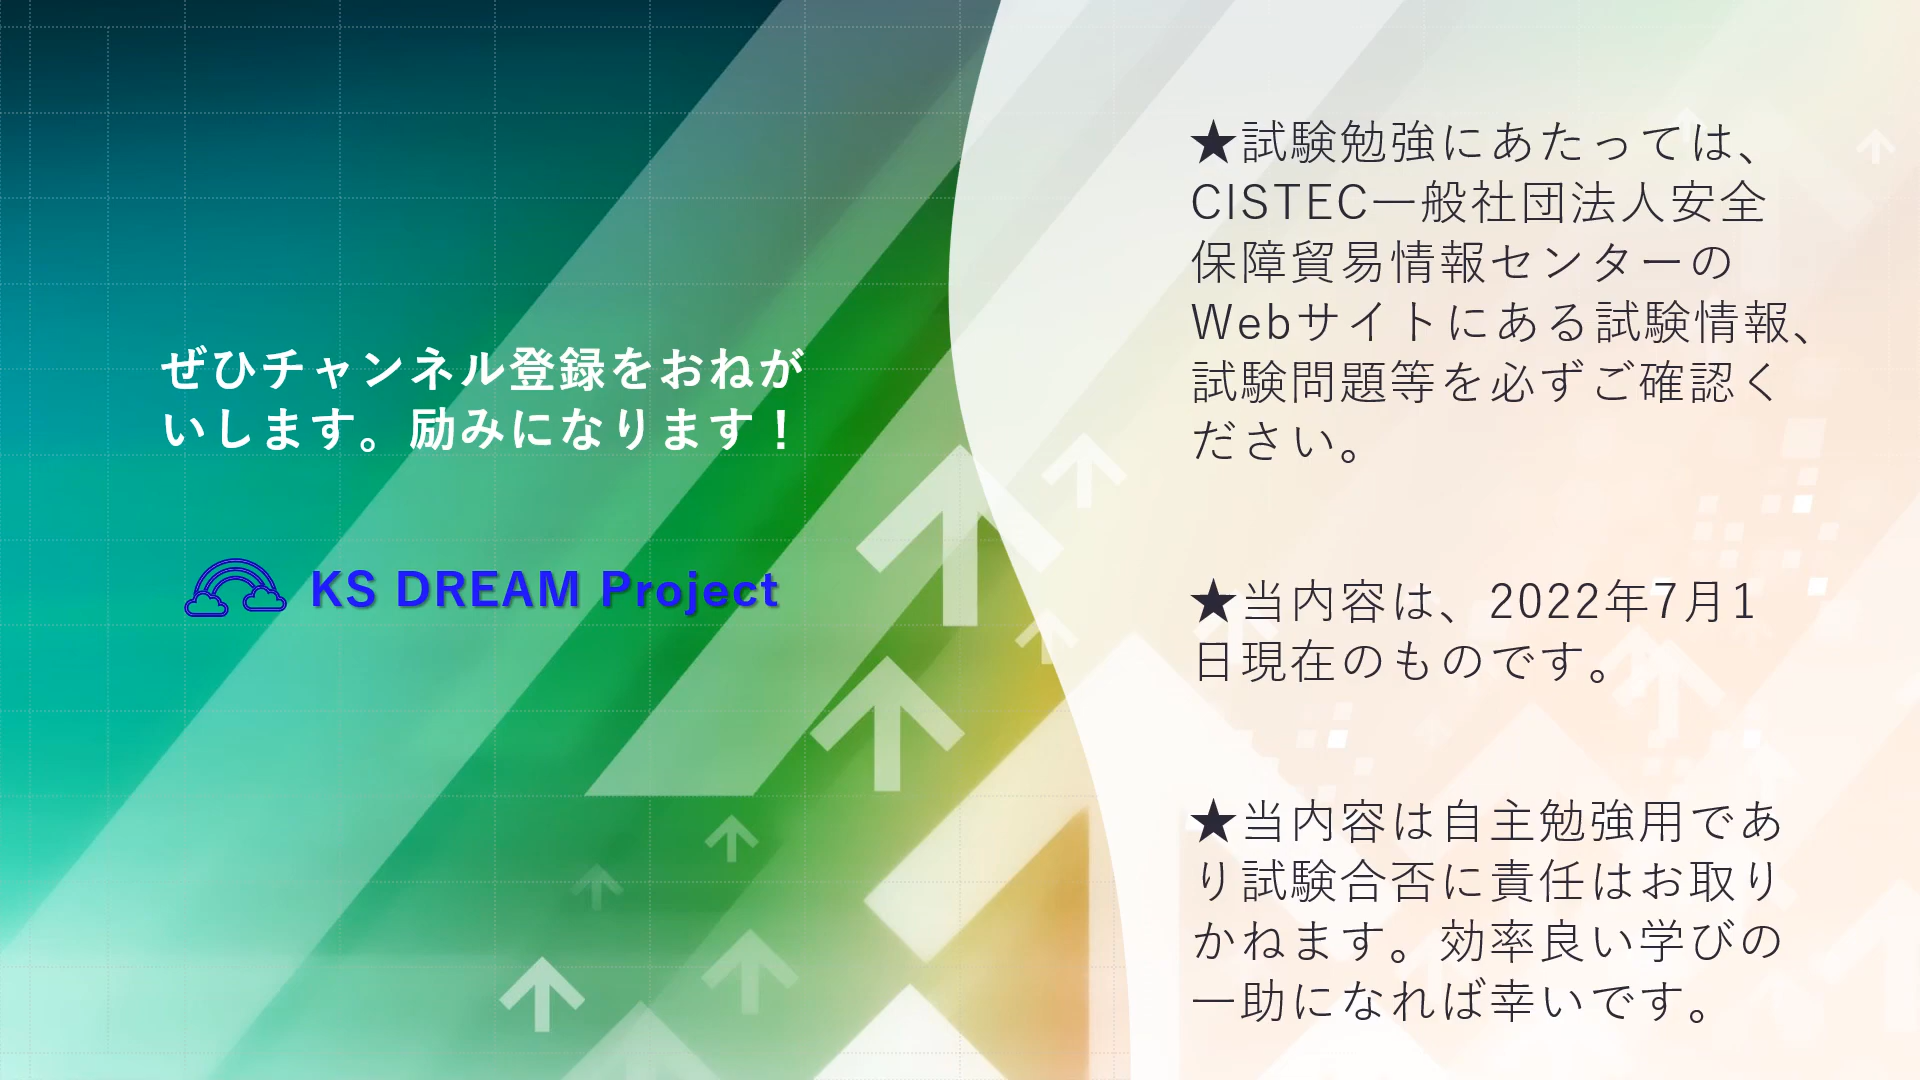 ぜひチャンネル登録をおねが
いします。励みになります！
KS DREAM Project
★試験勉強にあたっては、
CISTEC一般社団法人安全
保障貿易情報センターの
Webサイトにある試験情報、
試験問題等を必ずご確認く
ださい。
★当内容は、2022年7月1
日現在のものです。
★当内容は自主勉強用であ
り試験合否に責任はお取り
かねます。効率良い学びの
一助になれば幸いです。